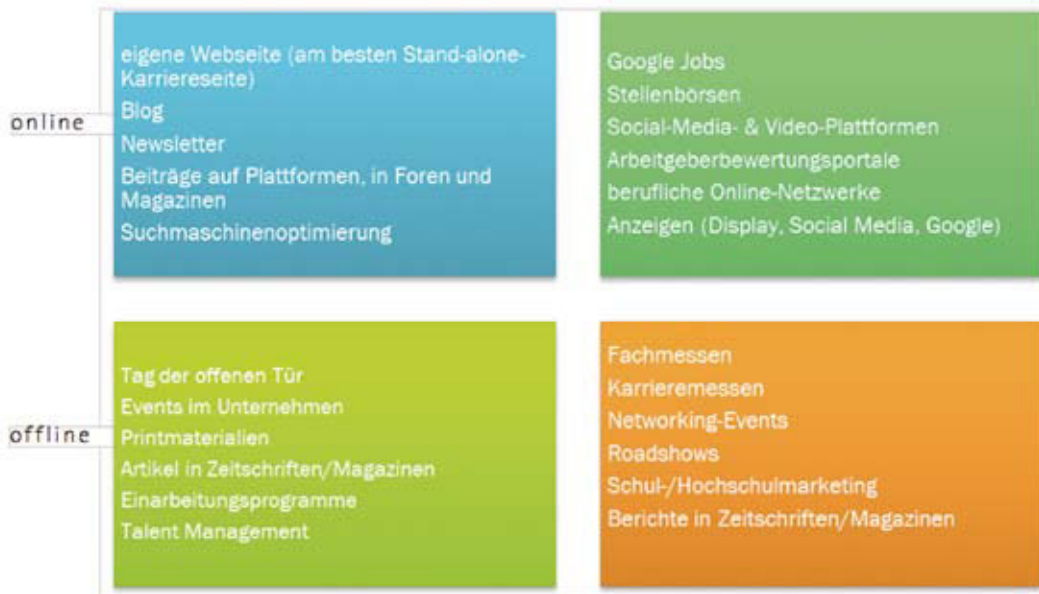 online
eigene Webseite (am besten Stand-alone-
Karriereseite)
Blog
Newsletter
Beiträge auf Plattformen, in Foren und
Magazinen
Suchmaschinenoptimierung
Google Jobs
Stellenbörsen
Social-Media- & Video-Plattformen
Arbeitgeberbewertungsportale
berufliche Online-Netzwerke
Anzeigen (Display, Social Media, Google)
offline
Tag der offenen Tür
Events im Unternehmen
Printmaterialien
Artikel in Zeitschriften/Magazinen
Einarbeitungsprogramme
Talent Management
Fachmessen
Karrieremessen
Networking-Events
Roadshows
Schul-/Hochschulmarketing
Berichte in Zeitschriften/Magazinen